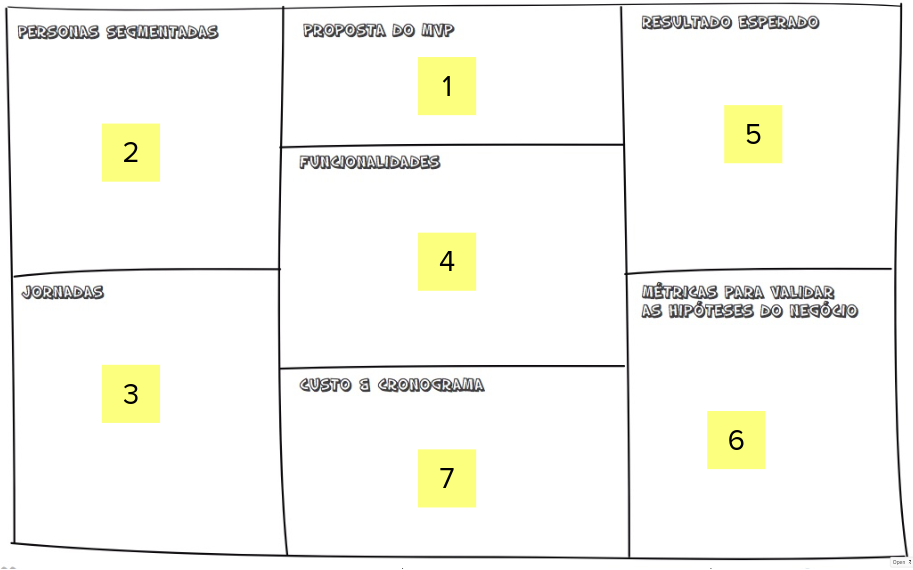 PERSONAS SEGMENTADAS
2
JORNADAS
3
PROPOSTA DO MVP
1
FUNCIONALIDADES
4
CUSTO & CRONOGRAMA
7
RESULTADO ESPERADO
5
MÉTRICAS PARA VALIDAR
AS HIPÓTESES DO NEGÓCIO
6
Open